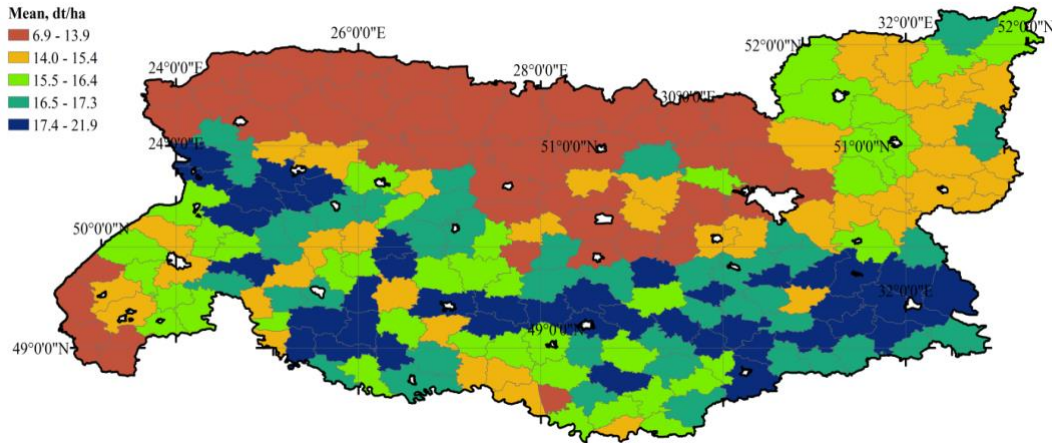 Mean, dt/ha
6.9 - 13.9
14.0 - 15.4
15.5 - 16.4
16.5 - 17.3
17.4 - 21.9
26°0'0"E
32°0'0"E
52°0'0"N
52°0'0"N
24°0'0"E
28°0'0"E
30°0'0"E
24°0'0"E
51°0'0"N
51°0'0"N
50°0'0"N
32°0'0"E
49°0'0"N
49°0'0"N